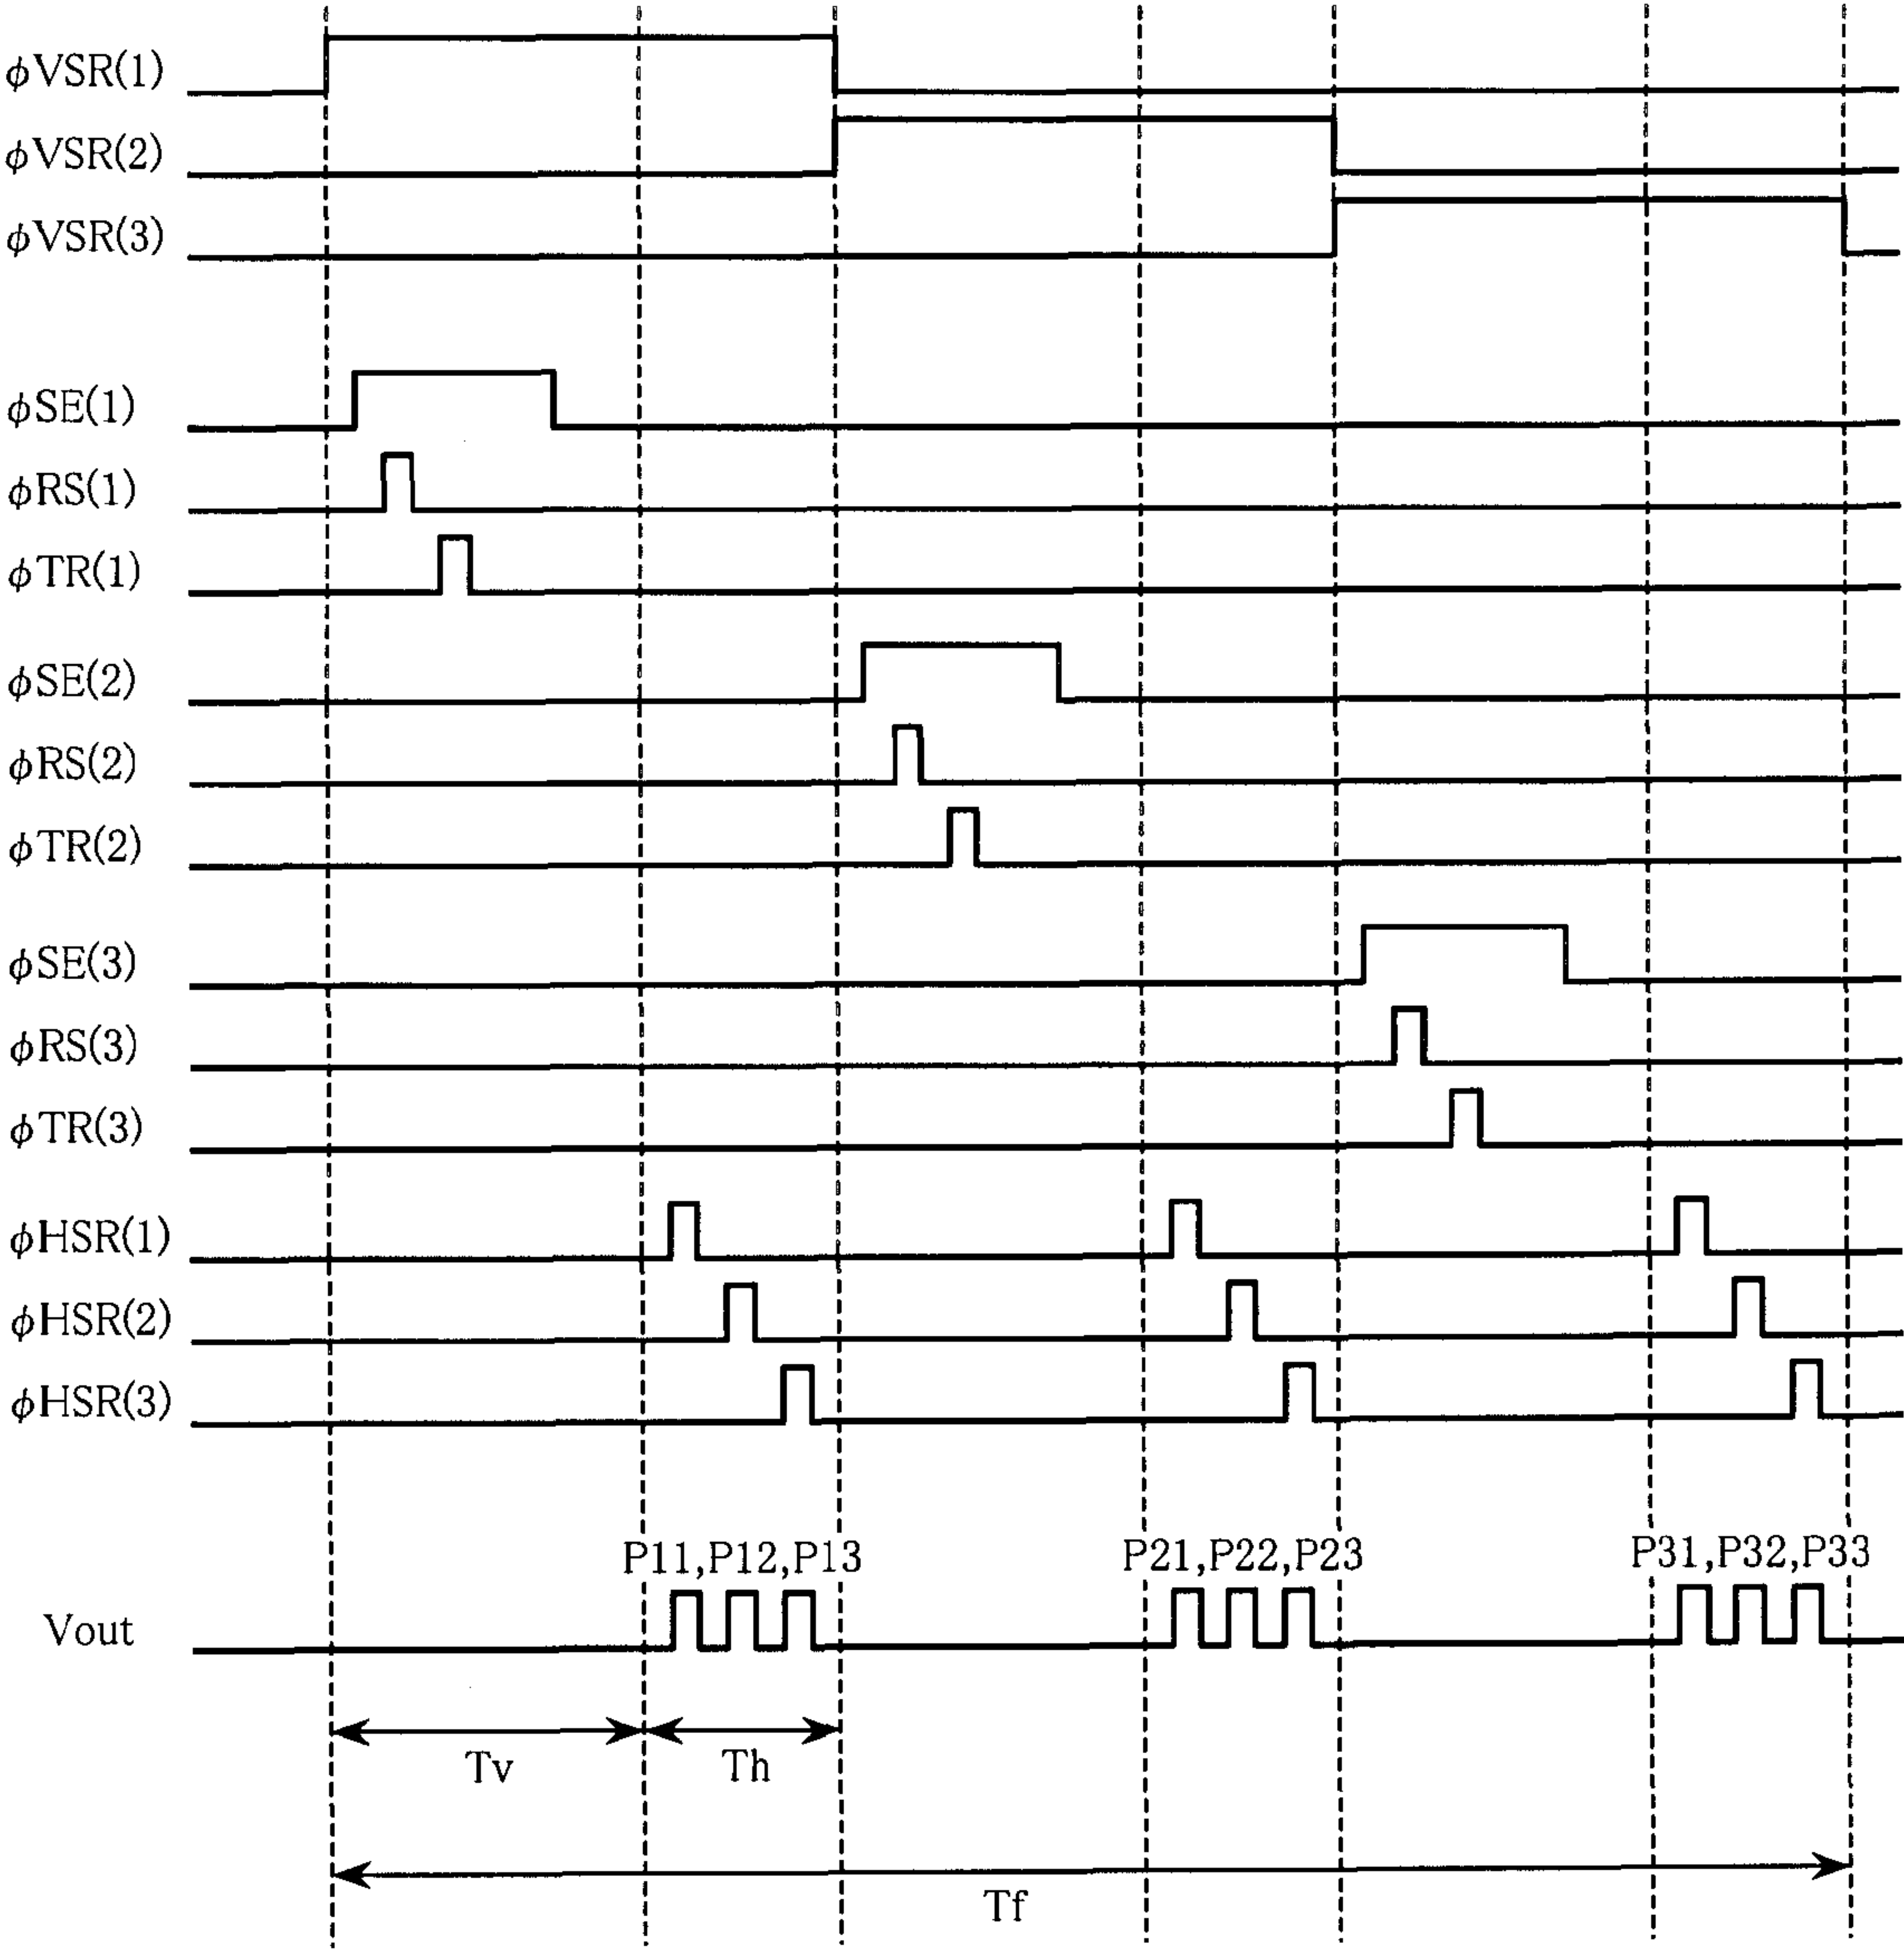 ϕVSR(1)
ϕVSR(2)
ϕVSR(3)
ϕSE(1)
ϕRS(1)
ϕTR(1)
ϕSE(2)
ϕRS(2)
ϕTR(2)
ϕSE(3)
ϕRS(3)
ϕTR(3)
ϕHSR(1)
ϕHSR(2)
ϕHSR(3)
P11,P12,P13 P21,P22,P23 P31,P32,P33
Vout
Tv Th
Tf